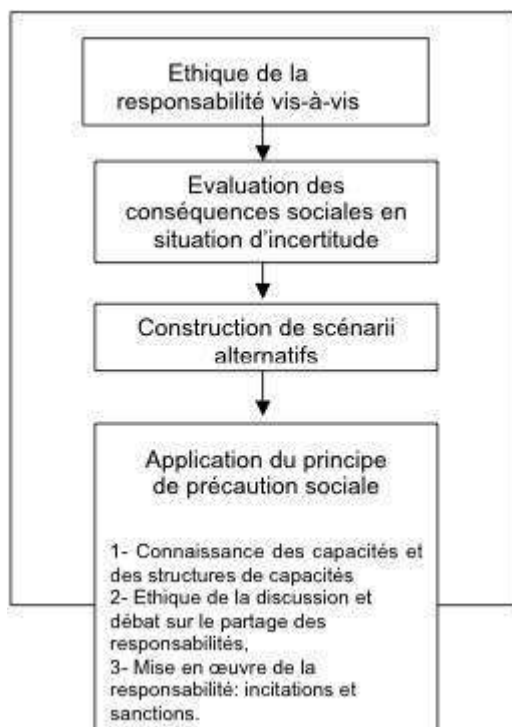 Ethique de la
responsabilité vis-à-vis
Evaluation des
conséquences sociales en
situation d'incertitude
Construction de scénarii
alternatifs
Application du principe
de précaution sociale
1- Connaissance des capacités et
des structures de capacités
2- Ethique de la discussion et
débat sur le partage des
responsabilités,
3- Mise en œuvre de la
responsabilité: incitations et
sanctions.